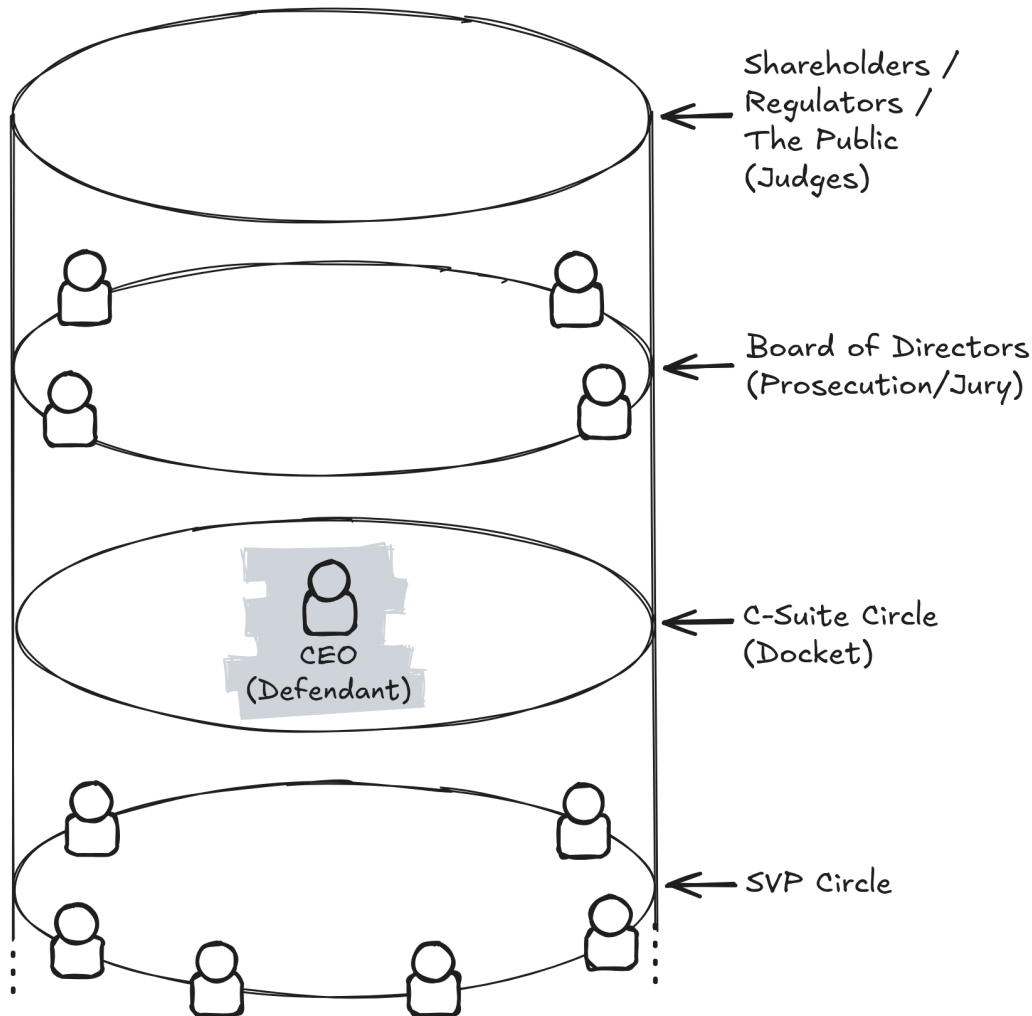 Shareholders /
Regulators /
The Public
(Judges)
Board of Directors
(Prosecution/Jury)
CEO
(Defendant)
C-Suite Circle
(Docket)
SVP Circle